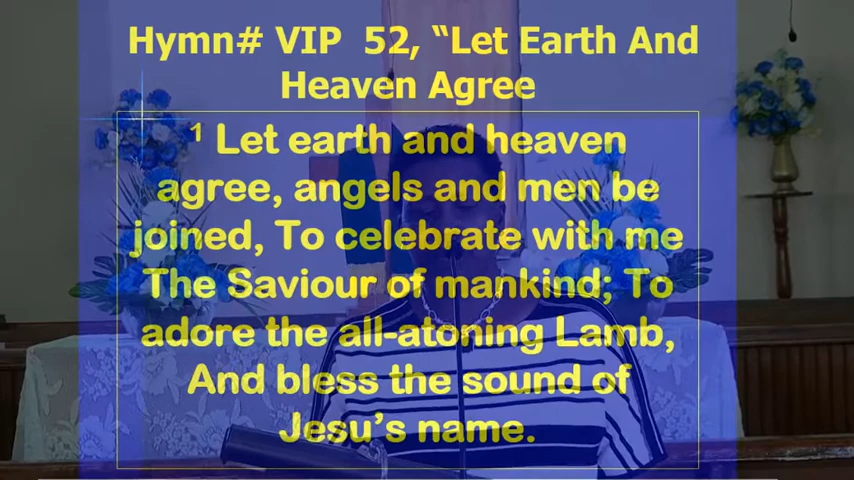 Hymn# VIP  52, “Let Earth And
Heaven Agree
1 Let earth and heaven
agree, angels and men be
joined, To celebrate with me
The Saviour of mankind; To
adore the all-atoning Lamb,
And bless the sound of
Jesu’s name.